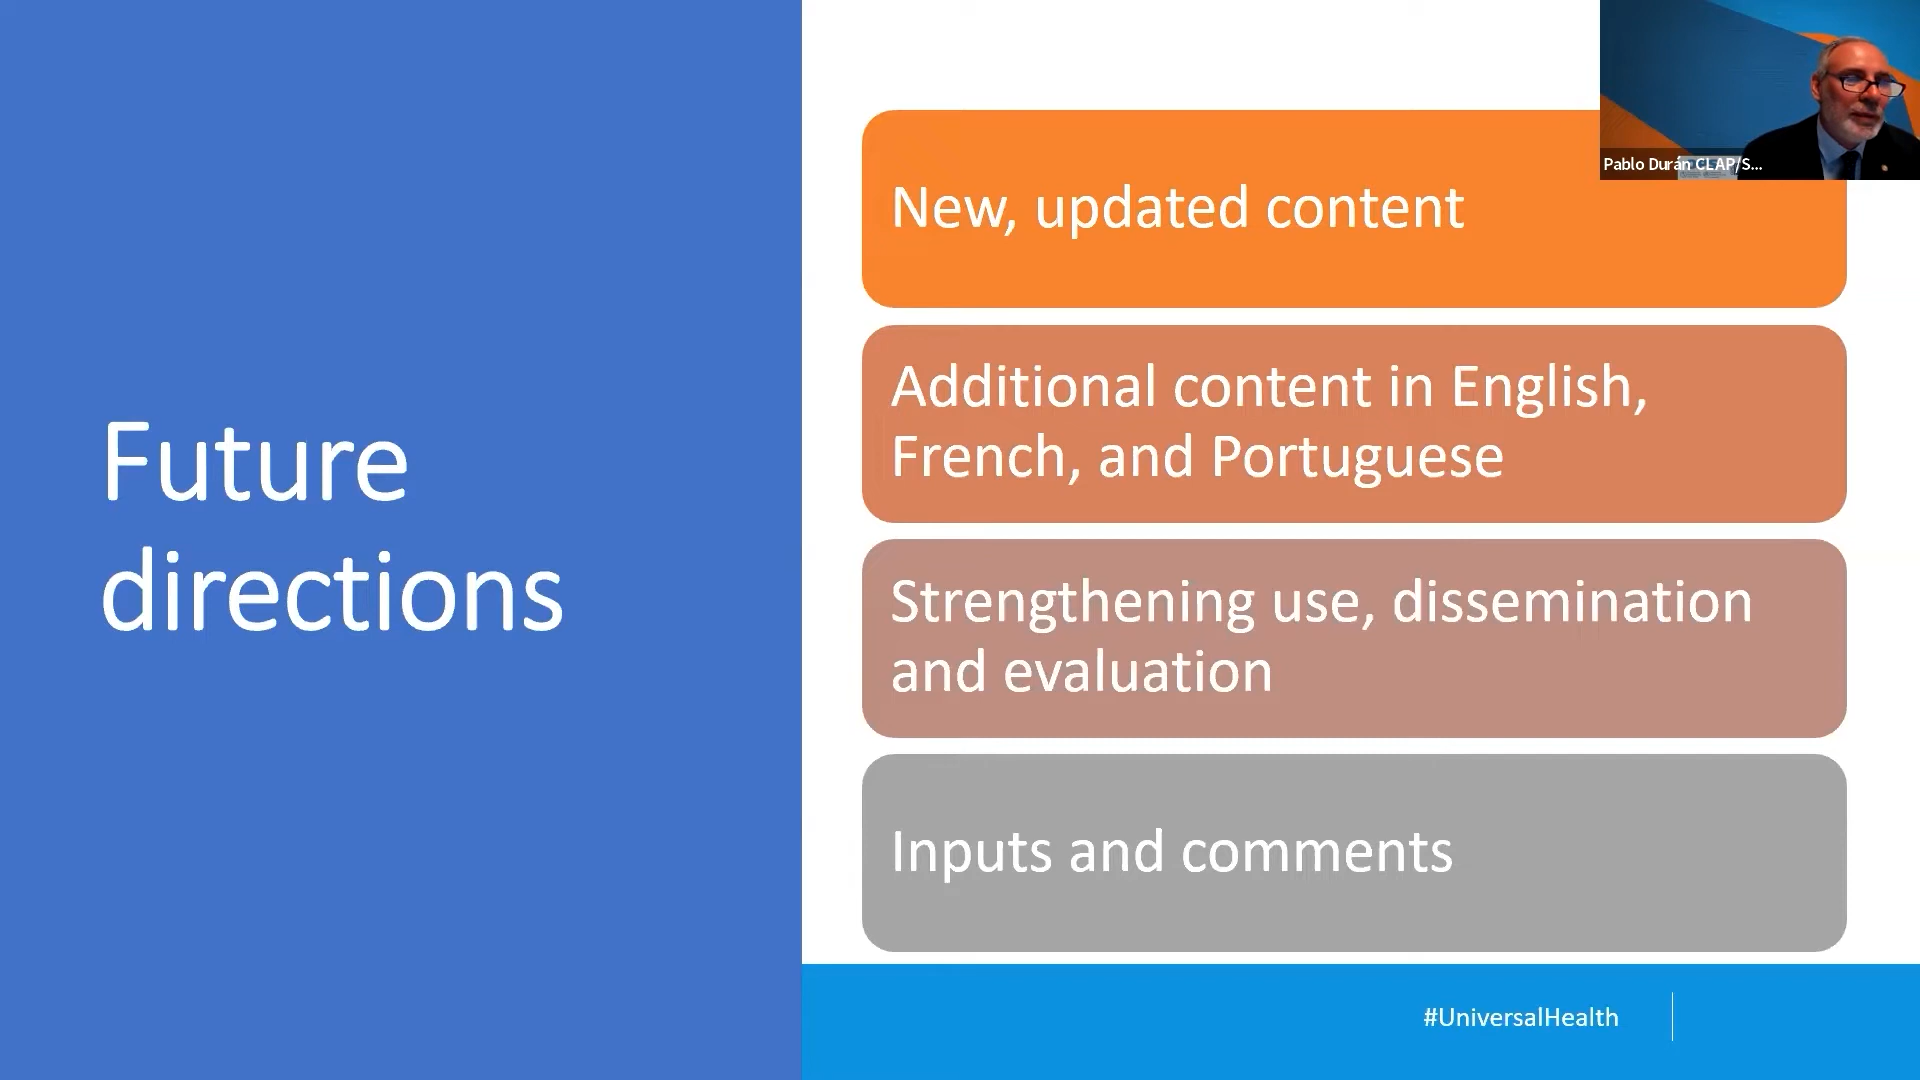 Future
directions
New, updated content
Additional content in English,
French, and Portuguese
Strengthening use, dissemination
and evaluation
Inputs and comments
Pablo Durán CLAP/S...
#UniversalHealth